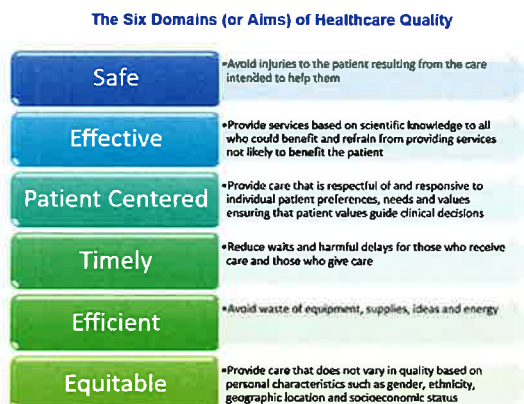 The Six Domains (or Aims) of Healthcare Quality
Safe
•Avoid injuries to the patient resulting from the care
intended to help them
Effective
•Provide services based on scientific knowledge to all
who could benefit and refrain from providing services
not likely to benefit the patient
Patient Centered
•Provide care that is respectful of and responsive to
individual patient preferences, needs and values
ensuring that patient values guide clinical decisions
Timely
•Reduce waits and harmful delays for those who receive
care and those who give care
Efficient
•Avoid waste of equipment, supplies, ideas and energy
Equitable
•Provide care that does not vary in quality based on
personal characteristics such as gender, ethnicity,
geographic location and socioeconomic status